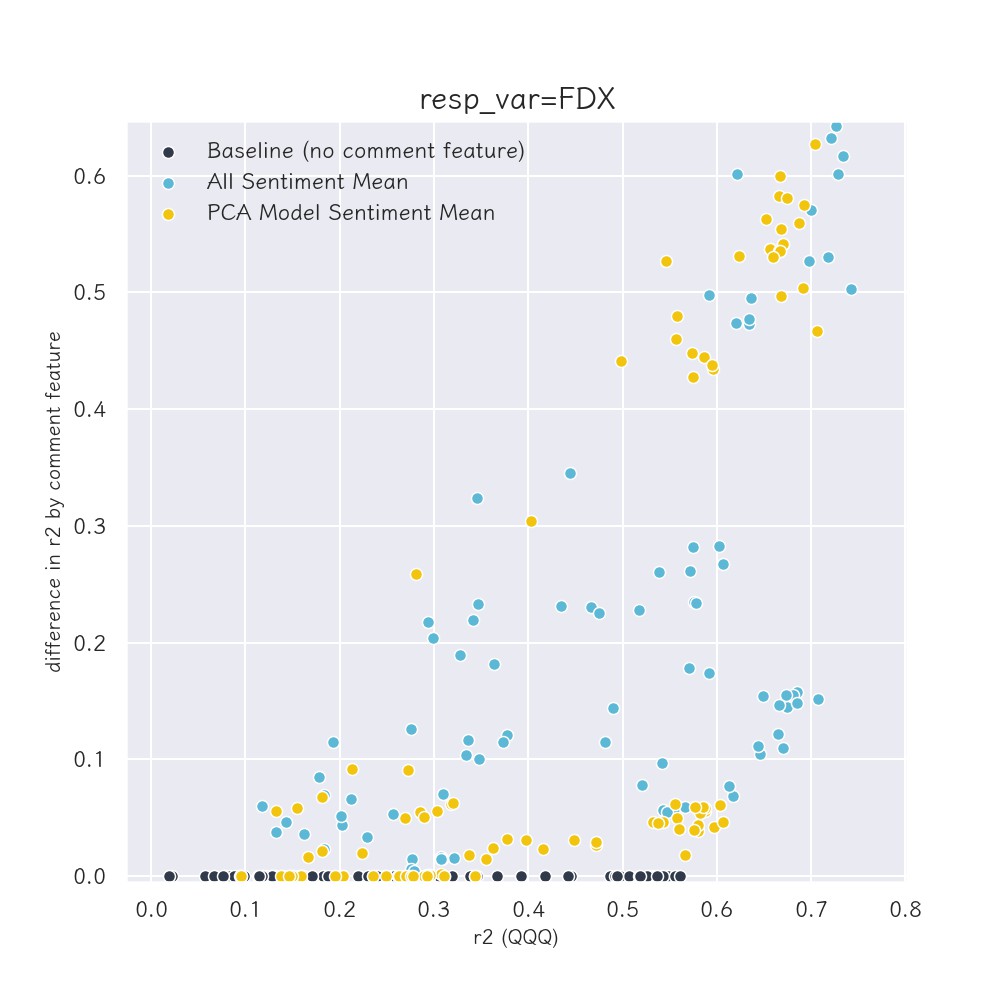 resp_var=FDX
Baseline (no comment feature)
All Sentiment Mean
PCA Model Sentiment Mean
difference in r2 by comment feature
0.6
0.5
0.4
0.3
0.2
0.1
0.0
0.0 0.1 0.2 0.3 0.4 0.5 0.6 0.7 0.8
r2 (QQQ)